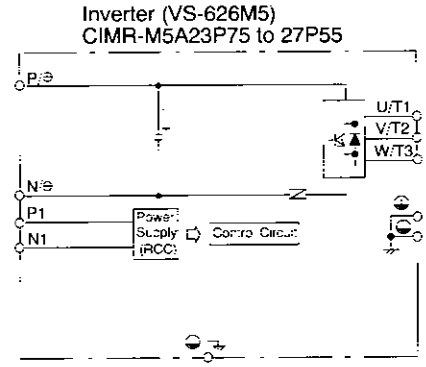 Inverter (VS-626M5)
CIMR-M5A23P75 to 27P55
P/⊖
U/T1
V/T2
W/T3
N/⊖
P1
N1
Power
Supply
(RCC)
Control Circuit